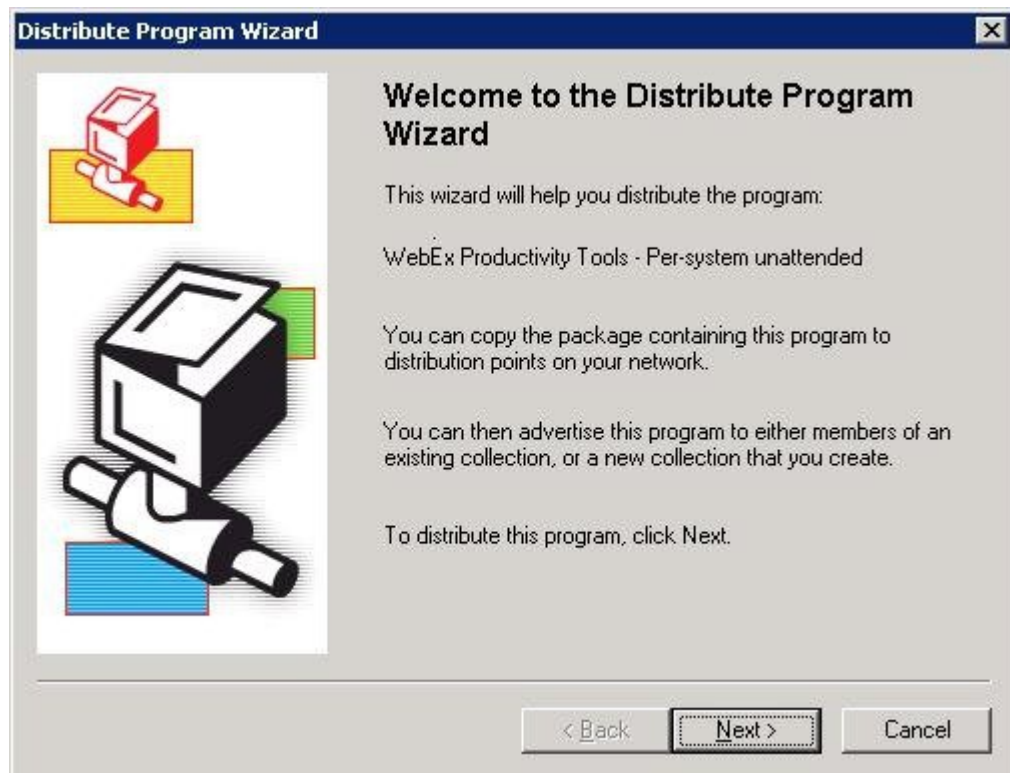 Distribute Program Wizard
Welcome to the Distribute Program
Wizard
This wizard will help you distribute the program:
WebEx Productivity Tools - Per-system unattended
You can copy the package containing this program to
distribution points on your network.
You can then advertise this program to either members of an
existing collection, or a new collection that you create.
To distribute this program, click Next.
< Back
Next >
Cancel